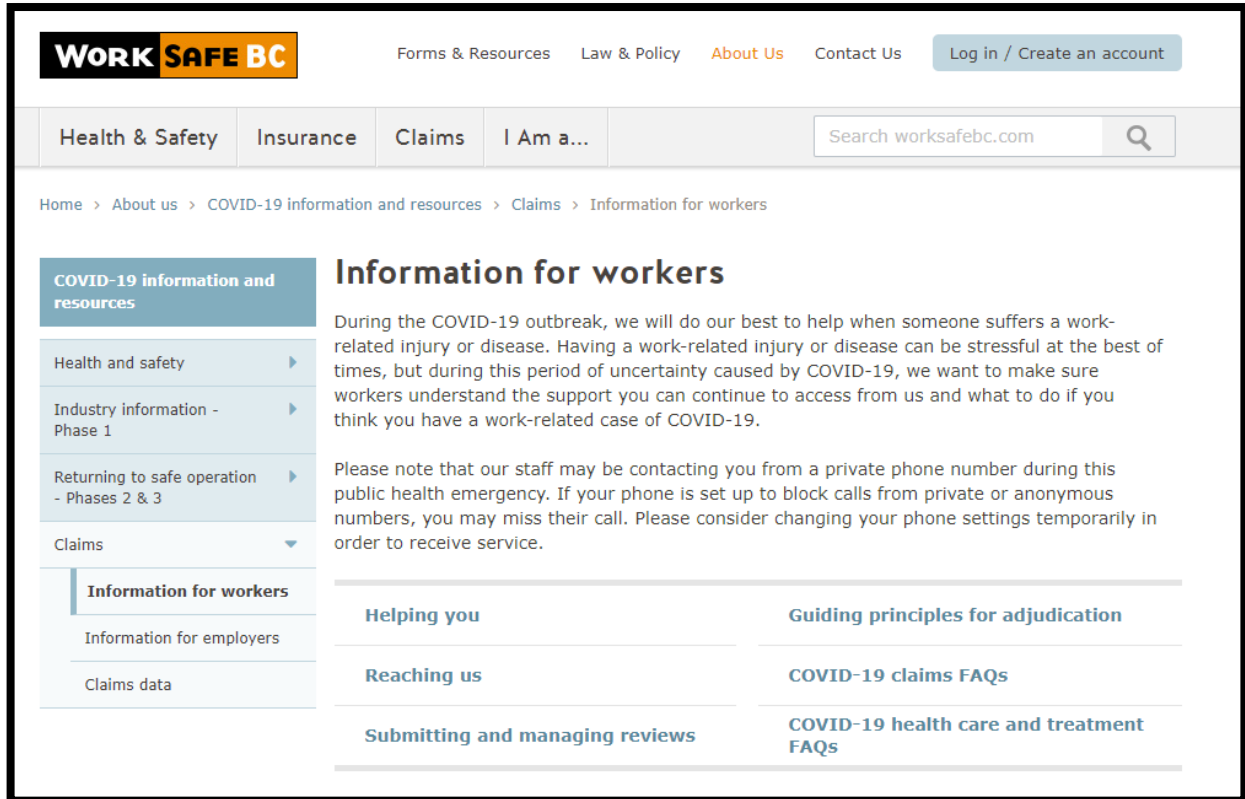 WORK SAFE BC
Forms & Resources
Law & Policy
About Us
Contact Us
Log in / Create an account
Health & Safety
Insurance
Claims
I Am a...
Search worksafebc.com
Home > About us > COVID-19 information and resources > Claims > Information for workers
COVID-19 information and
resources
Health and safety
Industry information -
Phase 1
Returning to safe operation
- Phases 2 & 3
Claims
Information for workers
Information for employers
Claims data
Information for workers
During the COVID-19 outbreak, we will do our best to help when someone suffers a work-
related injury or disease. Having a work-related injury or disease can be stressful at the best of
times, but during this period of uncertainty caused by COVID-19, we want to make sure
workers understand the support you can continue to access from us and what to do if you
think you have a work-related case of COVID-19.
Please note that our staff may be contacting you from a private phone number during this
public health emergency. If your phone is set up to block calls from private or anonymous
numbers, you may miss their call. Please consider changing your phone settings temporarily in
order to receive service.
Helping you
Reaching us
Submitting and managing reviews
Guiding principles for adjudication
COVID-19 claims FAQs
COVID-19 health care and treatment
FAQs